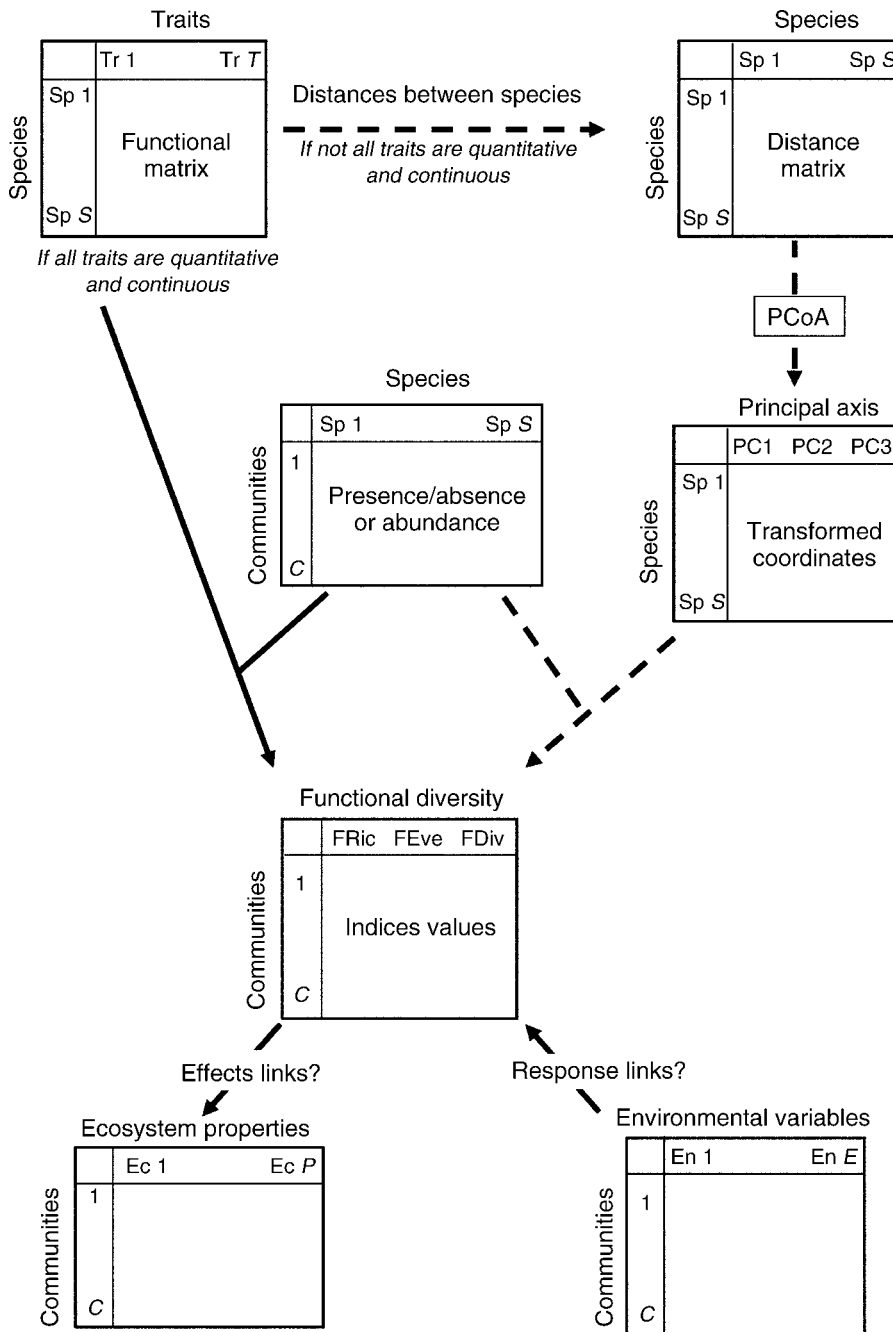 Traits
Tr 1 Tr T
Species
Sp 1
Functional
matrix
Sp S
If all traits are quantitative
and continuous
Distances between species
If not all traits are quantitative
and continuous
Species
Sp 1 Sp S
Species
Sp 1
Distance
matrix
Sp S
PCoA
Principal axis
PC1 PC2 PC3
Species
Sp 1
Transformed
coordinates
Sp S
Species
Sp 1 Sp S
Communities
1
Presence/absence
or abundance
C
Functional diversity
FRic FEve FDiv
Communities
1
Indices values
C
Effects links?
Response links?
Ecosystem properties
Ec 1 Ec P
Communities
1
C
Environmental variables
En 1 En E
Communities
1
C